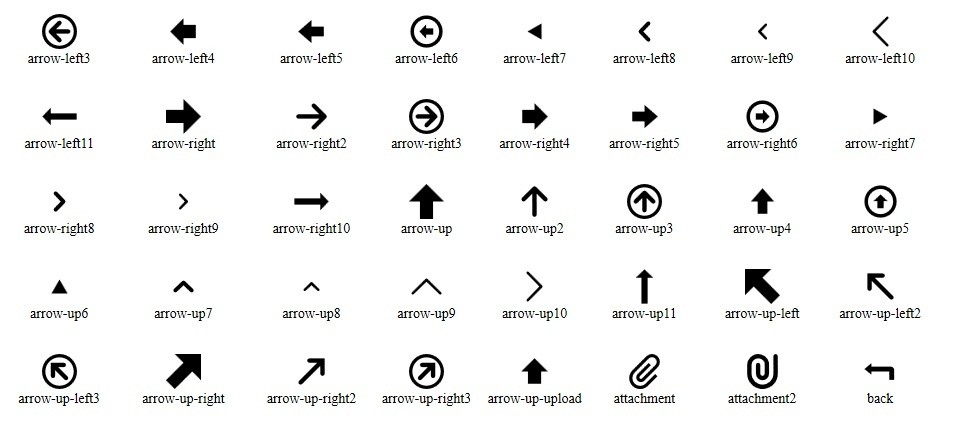 arrow-left3 arrow-left4 arrow-left5 arrow-left6 arrow-left7 arrow-left8 arrow-left9 arrow-left10
arrow-left11 arrow-right arrow-right2 arrow-right3 arrow-right4 arrow-right5 arrow-right6 arrow-right7
arrow-right8 arrow-right9 arrow-right10 arrow-up arrow-up2 arrow-up3 arrow-up4 arrow-up5
arrow-up6 arrow-up7 arrow-up8 arrow-up9 arrow-up10 arrow-up11 arrow-up-left arrow-up-left2
arrow-up-left3 arrow-up-right arrow-up-right2 arrow-up-right3 arrow-up-upload attachment attachment2 back